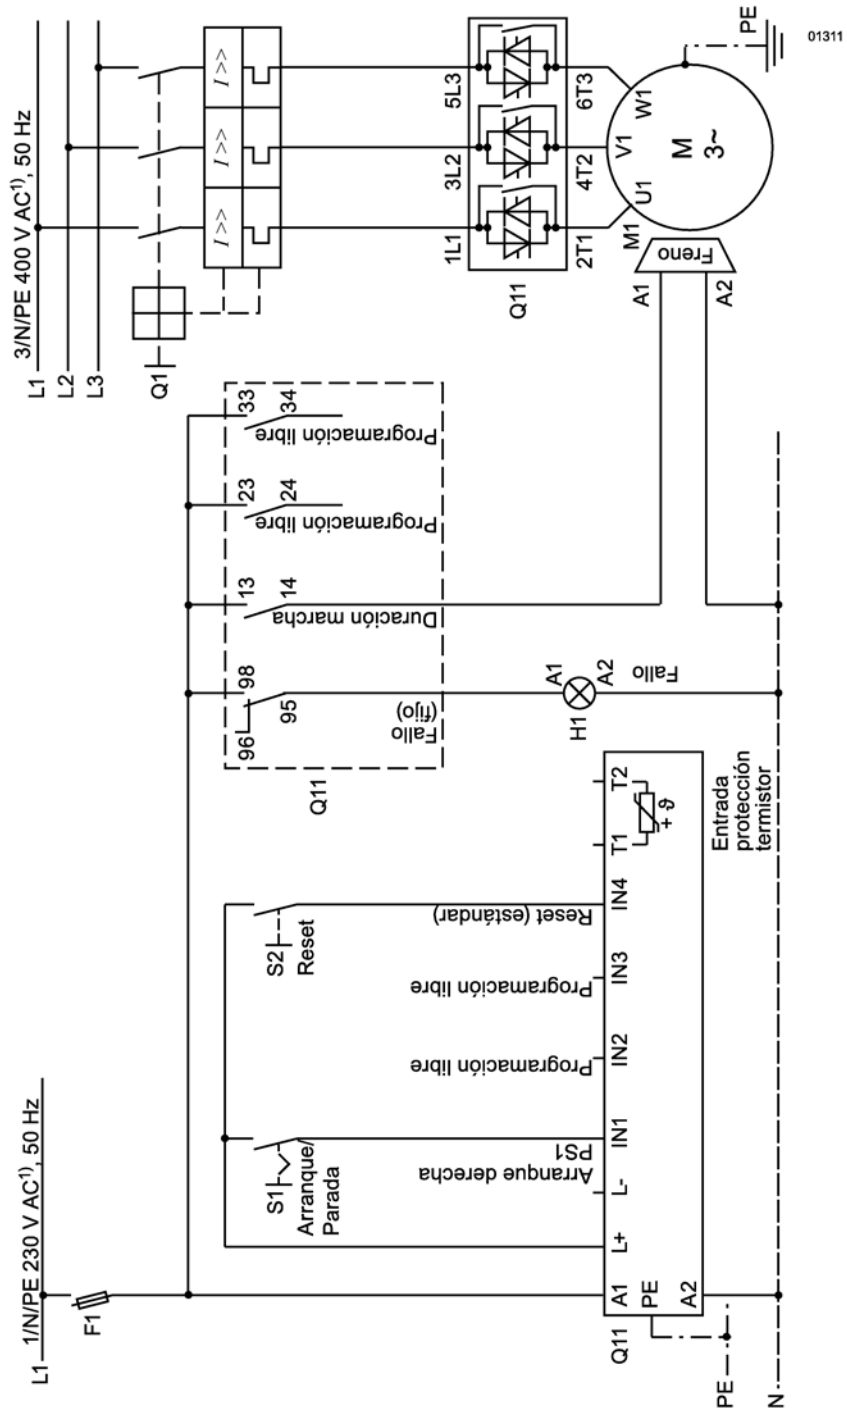 1/N/PE 230 V AC¹⁾, 50 Hz
L1
F1
3/N/PE 400 V AC¹⁾, 50 Hz
L1
L2
L3
Q1
I >>
I >>
I >>
S1
Arranque/
Parada
S2
Reset
Arranque derecha
PS1
Programación libre
Programación libre
Reset (estándar)
Q11
A1
L+
L-
IN1
IN2
IN3
IN4
T1
T2
PE
A2
+ ϑ
Entrada
protección
termistor
PE
N
Q11
96
98
95
Fallo
(fijo)
13
14
Duración marcha
23
24
Programación libre
33
34
Programación libre
H1
A1
A2
Fallo
Q11
1L1
3L2
5L3
2T1
4T2
6T3
M1
U1
V1
W1
M
3~
PE
Freno
A1
A2
01311